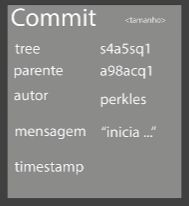 Commit <tamanho>
tree s4a5sq1
parente a98acq1
autor perkles
mensagem “inicia ...”
timestamp